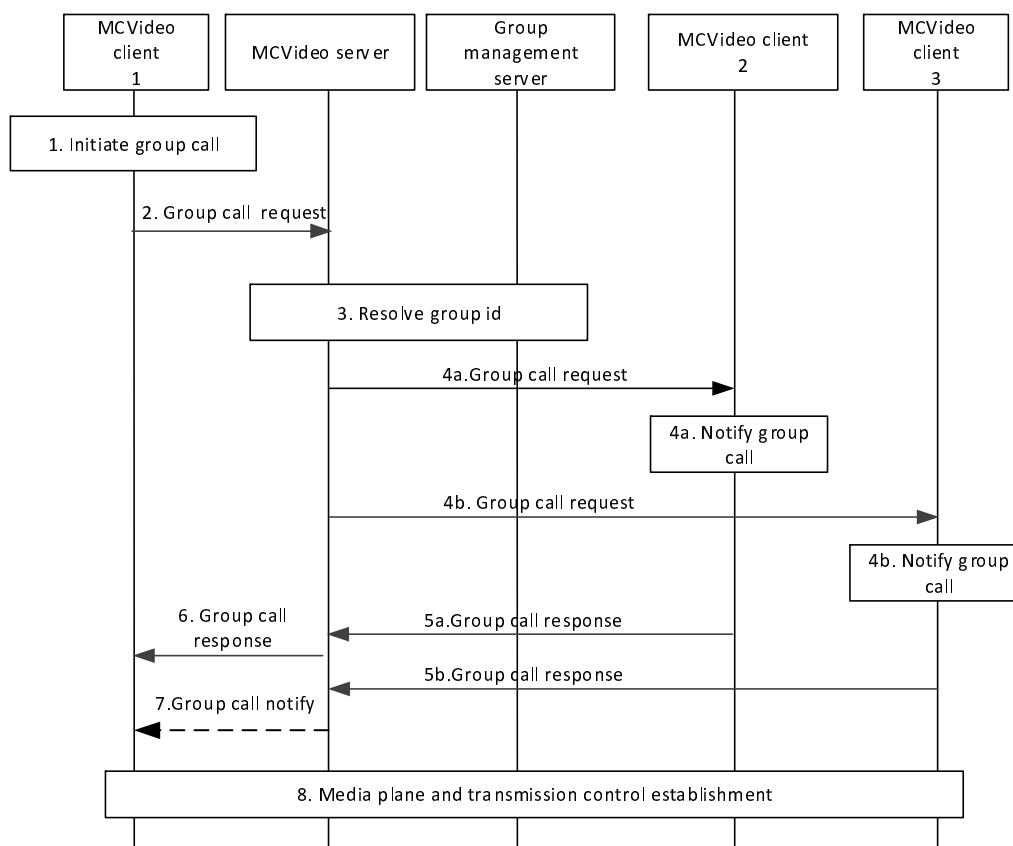 MCVideo
client
1
MCVideo server
Group
management
server
MCVideo client
2
MCVideo
client
3
1. Initiate group call
2. Group call request
3. Resolve group id
4a.Group call request
4a. Notify group
call
4b. Group call request
4b. Notify group
call
6. Group call
response
5a.Group call response
5b.Group call response
7.Group call notify
8. Media plane and transmission control establishment